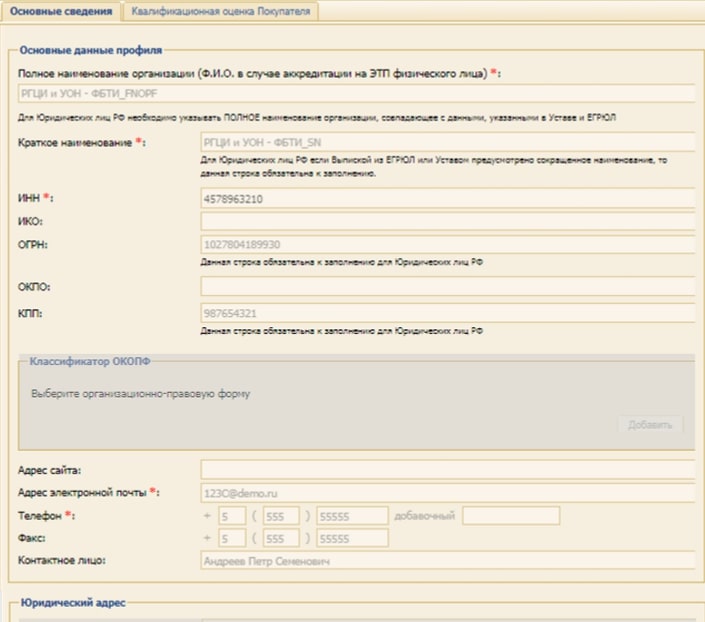 Основные сведения Квалификационная оценка Покупателя
Основные данные профиля
Полное наименование организации (Ф.И.О. в случае аккредитации на ЭТП физического лица) *:
РГЦИ и УОН - ФБТИ_FNOPF
Для Юридических лиц РФ необходимо указывать ПОЛНОЕ наименование организации, совпадающее с данными, указанными в Уставе и ЕГРЮЛ
Краткое наименование *: РГЦИ и УОН - ФБТИ_SN
Для Юридических лиц РФ если Выпиской из ЕГРЮЛ или Уставом предусмотрено сокращенное наименование, то
данная строка обязательна к заполнению.
ИНН *: 4578963210
ИКО:
ОГРН: 1027804189930
Данная строка обязательна к заполнению для Юридических лиц РФ
ОКПО:
КПП: 987654321
Данная строка обязательна к заполнению для Юридических лиц РФ
Классификатор ОКОПФ
Выберите организационно-правовую форму
Добавить
Адрес сайта:
Адрес электронной почты *: 123C@demo.ru
Телефон *: + 5 ( 555 ) 55555 добавочный
Факс: + 5 ( 555 ) 55555
Контактное лицо: Андреев Петр Семенович
Юридический адрес